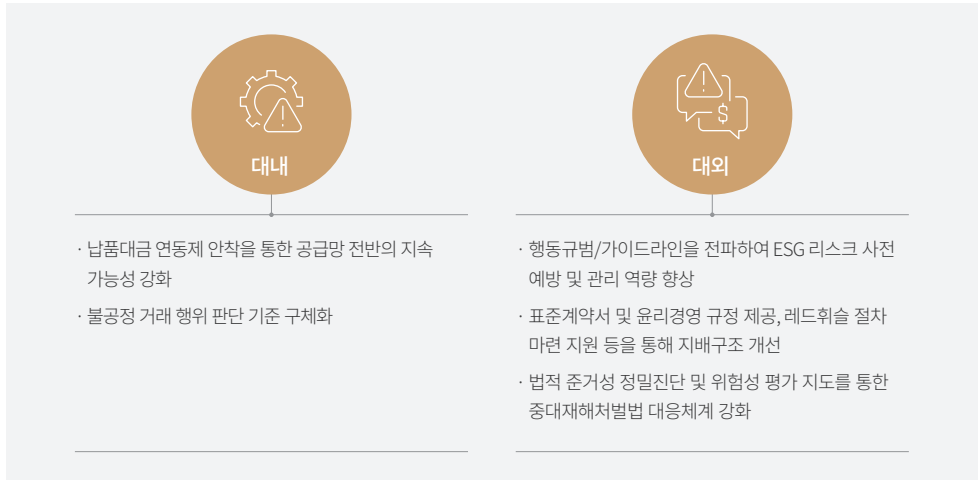 대내
· 납품대금 연동제 안착을 통한 공급망 전반의 지속
가능성 강화
· 불공정 거래 행위 판단 기준 구체화
$
대외
· 행동규범/가이드라인을 전파하여 ESG 리스크 사전
예방 및 관리 역량 향상
· 표준계약서 및 윤리경영 규정 제공, 레드휘슬 절차
마련 지원 등을 통해 지배구조 개선
· 법적 준거성 정밀진단 및 위험성 평가 지도를 통한
중대재해처벌법 대응체계 강화